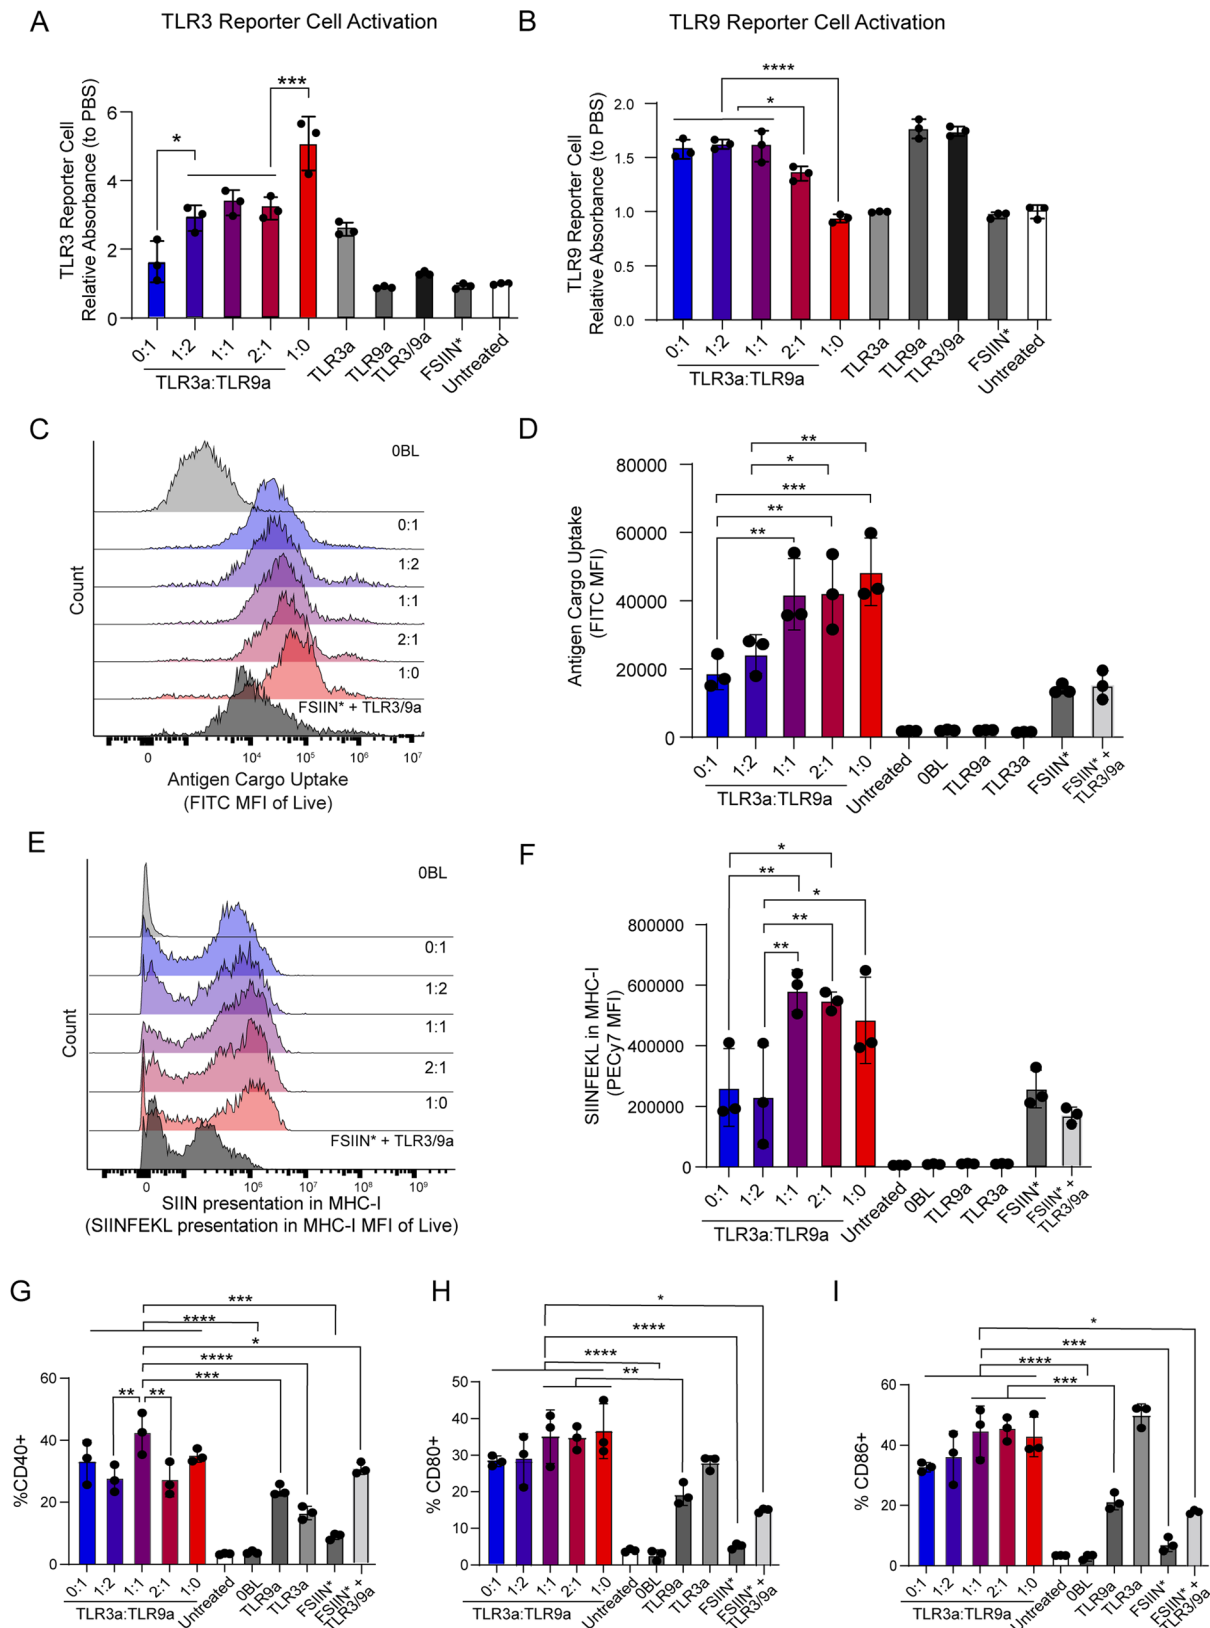 A
TLR3 Reporter Cell Activation
TLR3 Reporter Cell
Relative Absorbance (to PBS)
6
4
2
0
*
***
0:1
1:2
1:1
2:1
1:0
TLR3a
TLR9a
TLR3/9a
FSIIN*
Untreated
TLR3a:TLR9a
B
TLR9 Reporter Cell Activation
TLR9 Reporter Cell
Relative Absorbance (to PBS)
2.0
1.5
1.0
0.5
0.0
****
*
0:1
1:2
1:1
2:1
1:0
TLR3a
TLR9a
TLR3/9a
FSIIN*
Untreated
TLR3a:TLR9a
C
Count
0BL
0:1
1:2
1:1
2:1
1:0
FSIIN* + TLR3/9a
0
10⁴
10⁵
10⁶
10⁷
Antigen Cargo Uptake
(FITC MFI of Live)
D
Antigen Cargo Uptake
(FITC MFI)
80000
60000
40000
20000
0
**
*
***
**
**
0:1
1:2
1:1
2:1
1:0
Untreated
0BL
TLR9a
TLR3a
FSIIN*
FSIIN* +
TLR3/9a
TLR3a:TLR9a
E
Count
0BL
0:1
1:2
1:1
2:1
1:0
FSIIN* + TLR3/9a
0
10⁶
10⁷
10⁸
10⁹
SIIN presentation in MHC-I
(SIINFEKL presentation in MHC-I MFI of Live)
F
SIINFEKL in MHC-I
(PECy7 MFI)
800000
600000
400000
200000
0
*
**
*
**
**
0:1
1:2
1:1
2:1
1:0
Untreated
0BL
TLR9a
TLR3a
FSIIN*
FSIIN* +
TLR3/9a
TLR3a:TLR9a
G
%CD40+
60
40
20
0
***
****
*
****
***
**
**
0:1
1:2
1:1
2:1
1:0
Untreated
0BL
TLR9a
TLR3a
FSIIN*
FSIIN* +
TLR3/9a
TLR3a:TLR9a
H
% CD80+
50
40
30
20
10
0
*
****
****
**
0:1
1:2
1:1
2:1
1:0
Untreated
0BL
TLR9a
TLR3a
FSIIN*
FSIIN* +
TLR3/9a
TLR3a:TLR9a
I
% CD86+
60
40
20
0
*
***
****
***
0:1
1:2
1:1
2:1
1:0
Untreated
0BL
TLR9a
TLR3a
FSIIN*
FSIIN* +
TLR3/9a
TLR3a:TLR9a